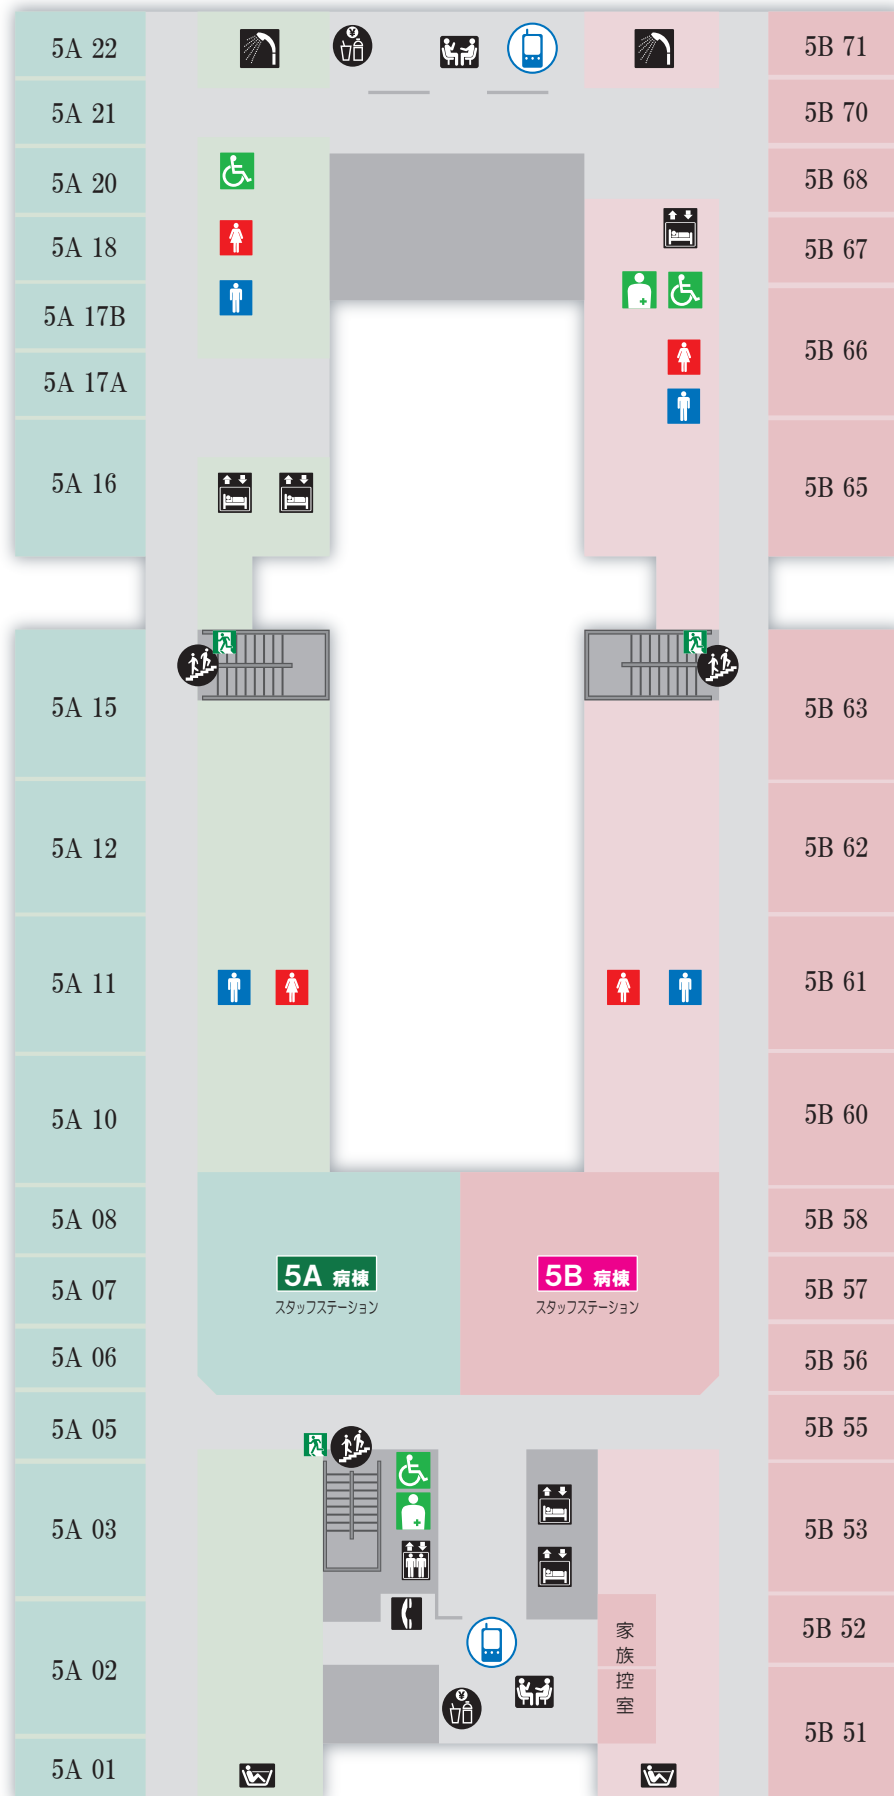 5A 22
5A 21
5A 20
5A 18
5A 17B
5A 17A
5A 16
5A 15
5A 12
5A 11
5A 10
5A 08
5A 07
5A 06
5A 05
5A 03
5A 02
5A 01
¥
5A 病棟
スタッフステーション
5B 病棟
スタッフステーション
¥
家族控室
5B 71
5B 70
5B 68
5B 67
5B 66
5B 65
5B 63
5B 62
5B 61
5B 60
5B 58
5B 57
5B 56
5B 55
5B 53
5B 52
5B 51